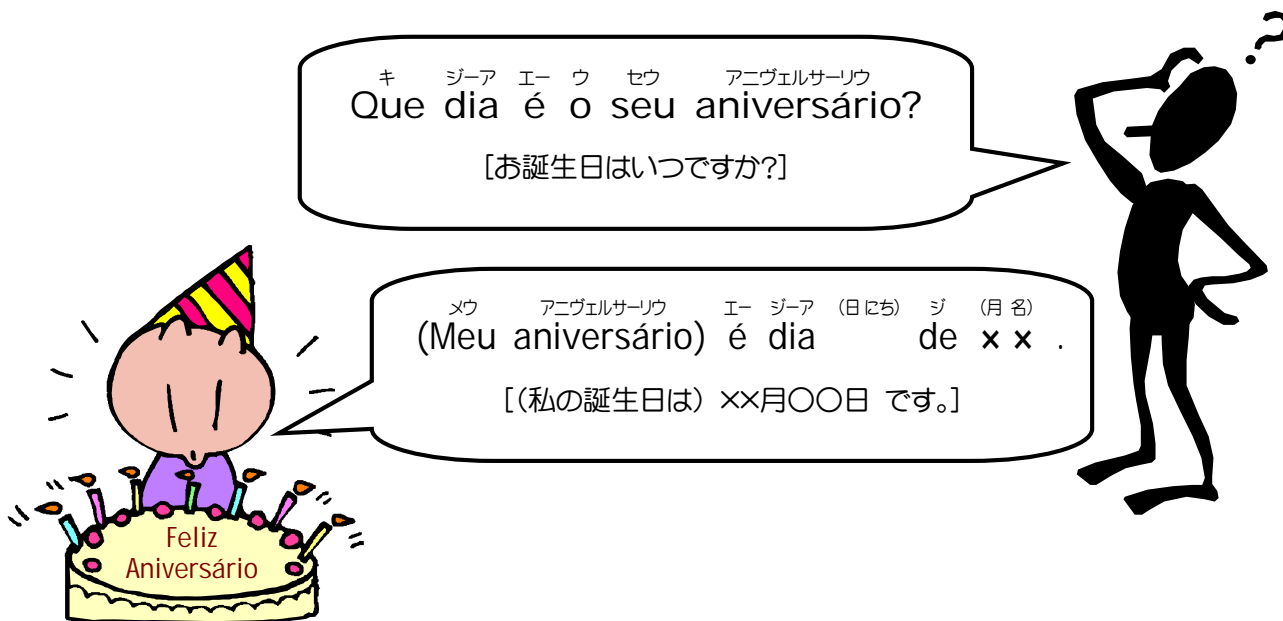 ?
キ ジーア エー ウ セウ アニヴェルサーリウ
Que dia é o seu aniversário?
[お誕生日はいつですか?]
メウ アニヴェルサーリウ エー ジーア (日にち) ジ (月名)
(Meu aniversário) é dia de ×× .
[(私の誕生日は) ××月〇〇日 です。]
Feliz
Aniversário